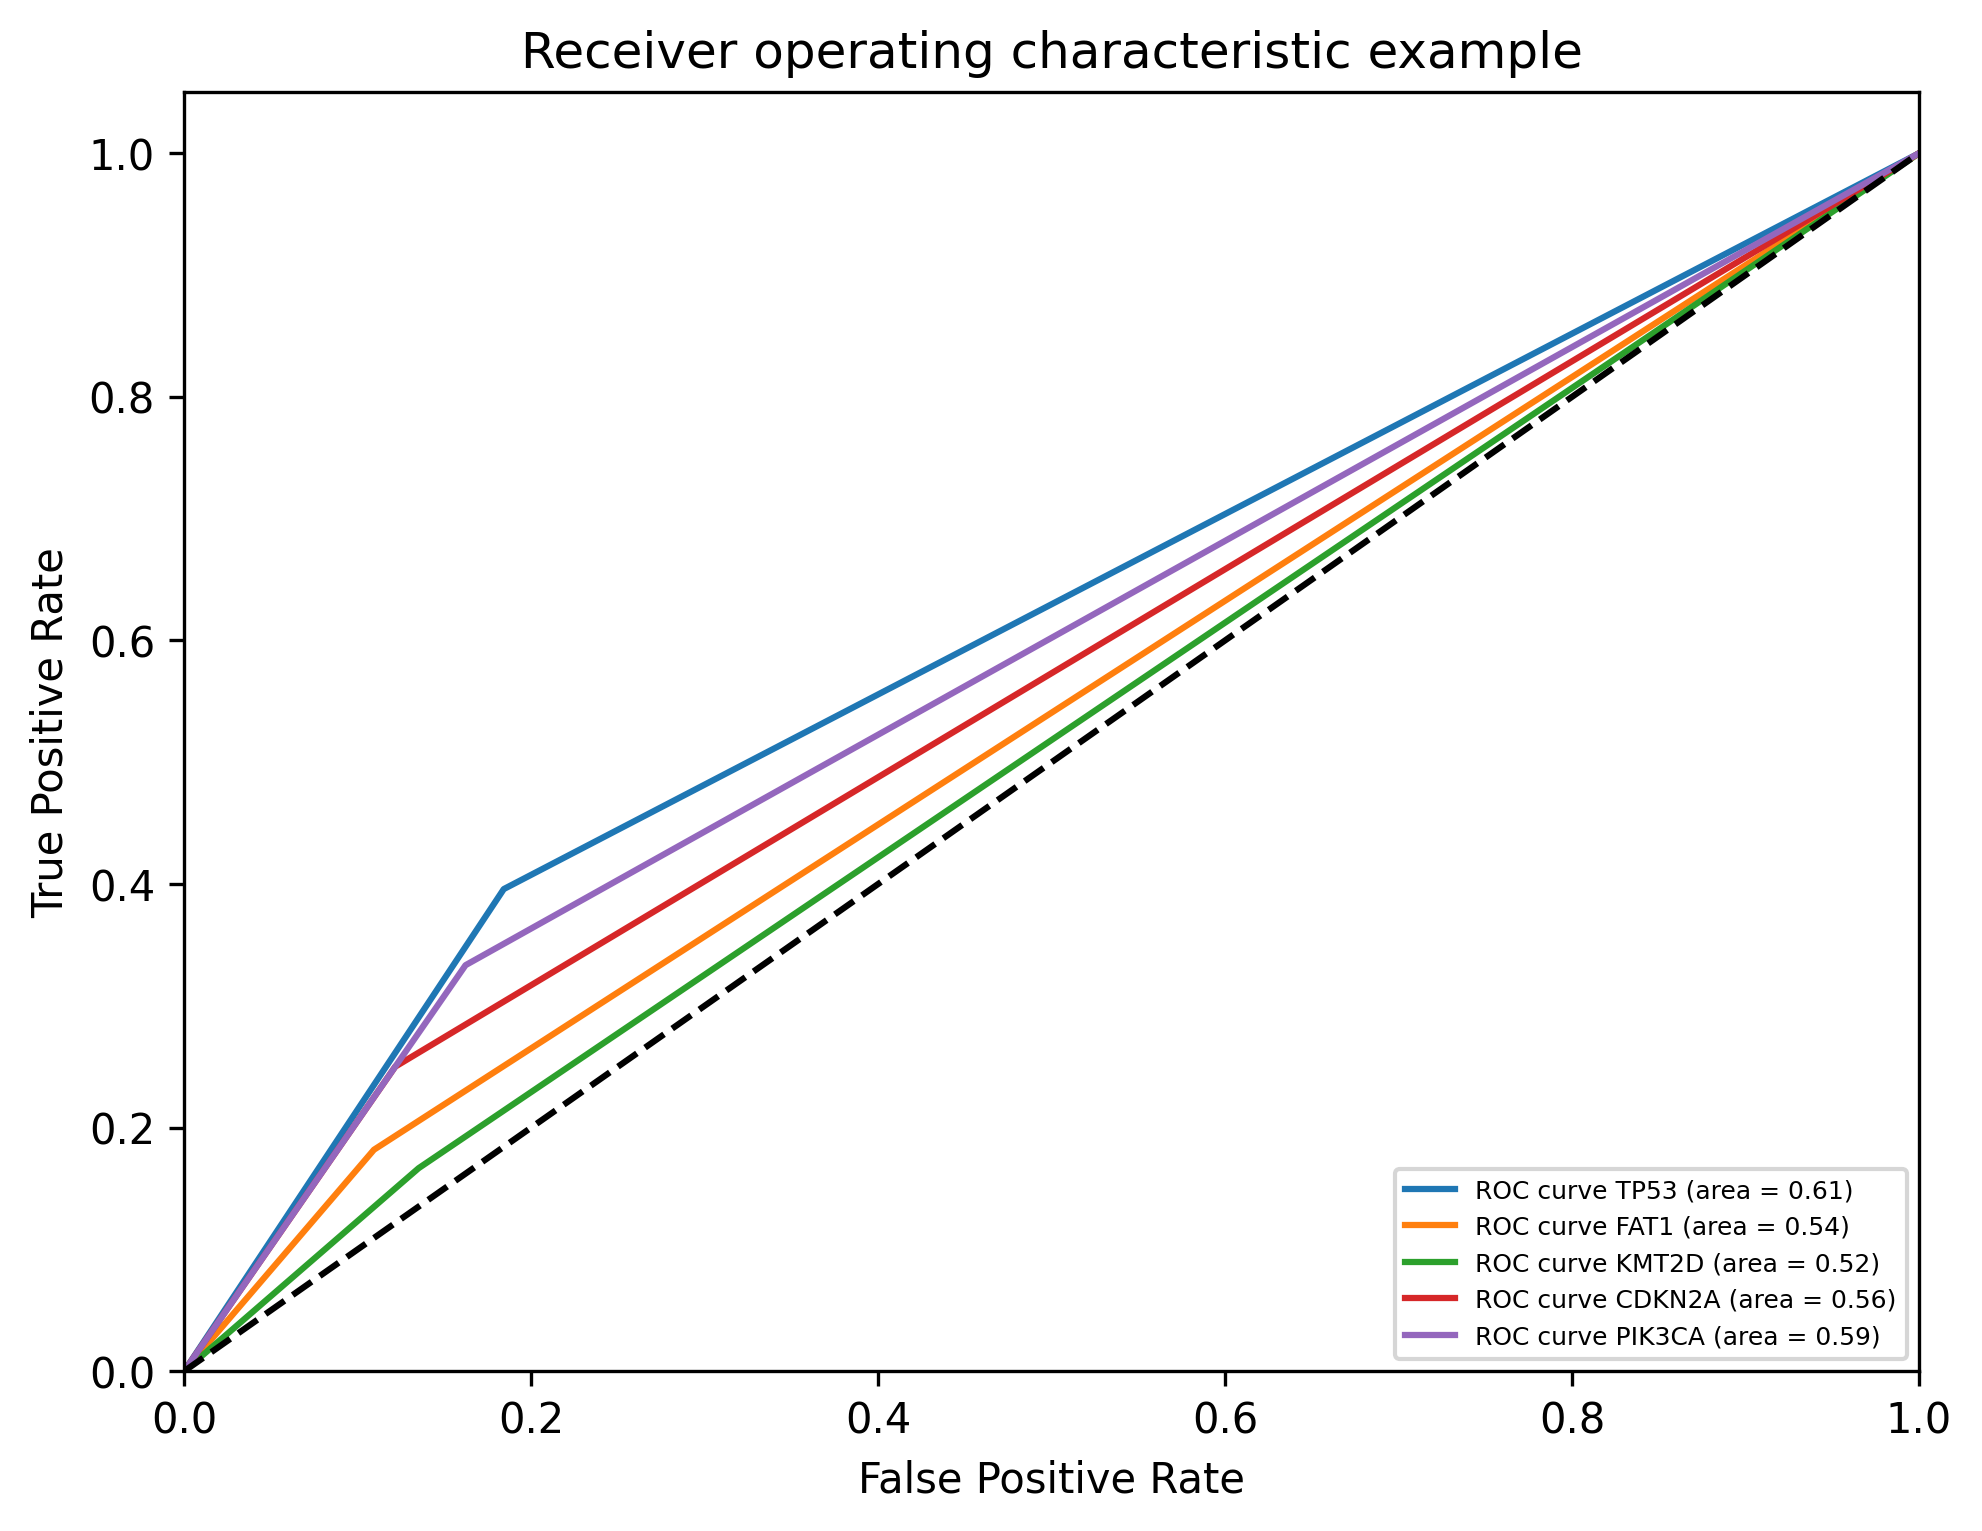 Receiver operating characteristic example
True Positive Rate
1.0
0.8
0.6
0.4
0.2
0.0
0.0 0.2 0.4 0.6 0.8 1.0
False Positive Rate
ROC curve TP53 (area = 0.61)
ROC curve FAT1 (area = 0.54)
ROC curve KMT2D (area = 0.52)
ROC curve CDKN2A (area = 0.56)
ROC curve PIK3CA (area = 0.59)